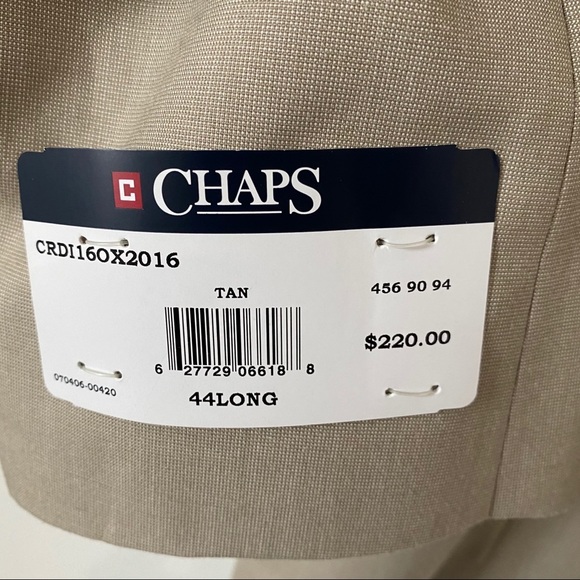 C CHAPS
CRDI16OX2016
TAN
456 90 94
$220.00
6 27729 06618 8
070406-00420
44LONG